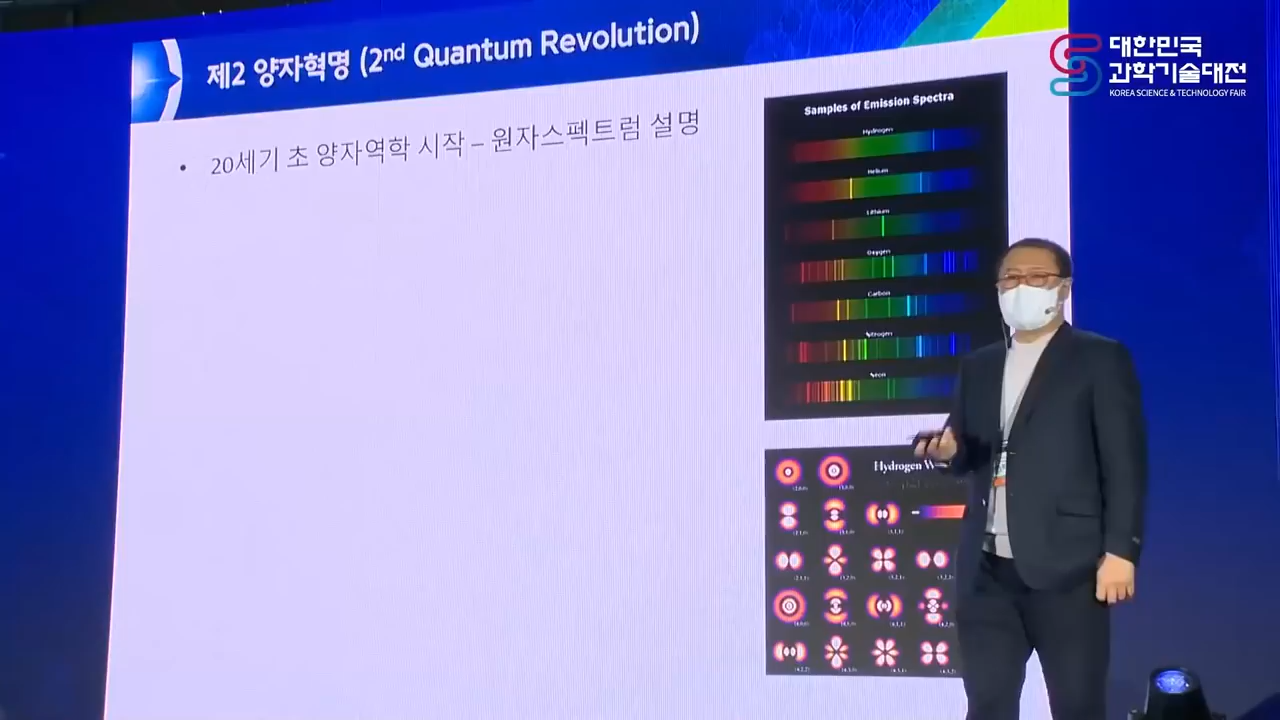 제2 양자혁명 (2nd Quantum Revolution)
대한민국
과학기술대전
KOREA SCIENCE & TECHNOLOGY FAIR
• 20세기 초 양자역학 시작 – 원자스펙트럼 설명
Samples of Emission Spectra
Hydrogen
Helium
Lithium
Oxygen
Carbon
Nitrogen
Neon
Hydrogen